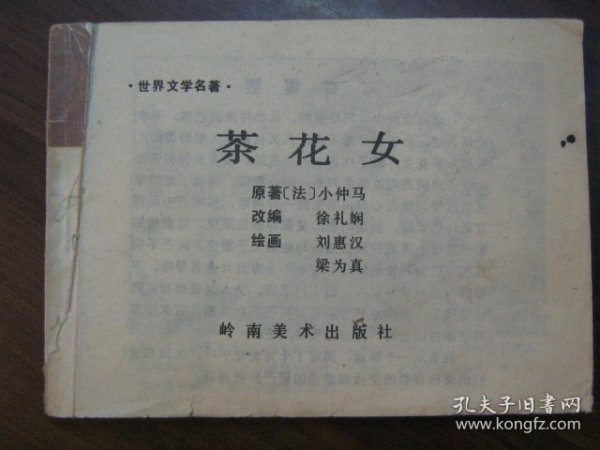 ·世界文学名著·
茶花女
原著〔法〕小仲马
改编 徐礼娴
绘画 刘惠汉
梁为真
岭南美术出版社
孔夫子旧书网
www.kongfz.com